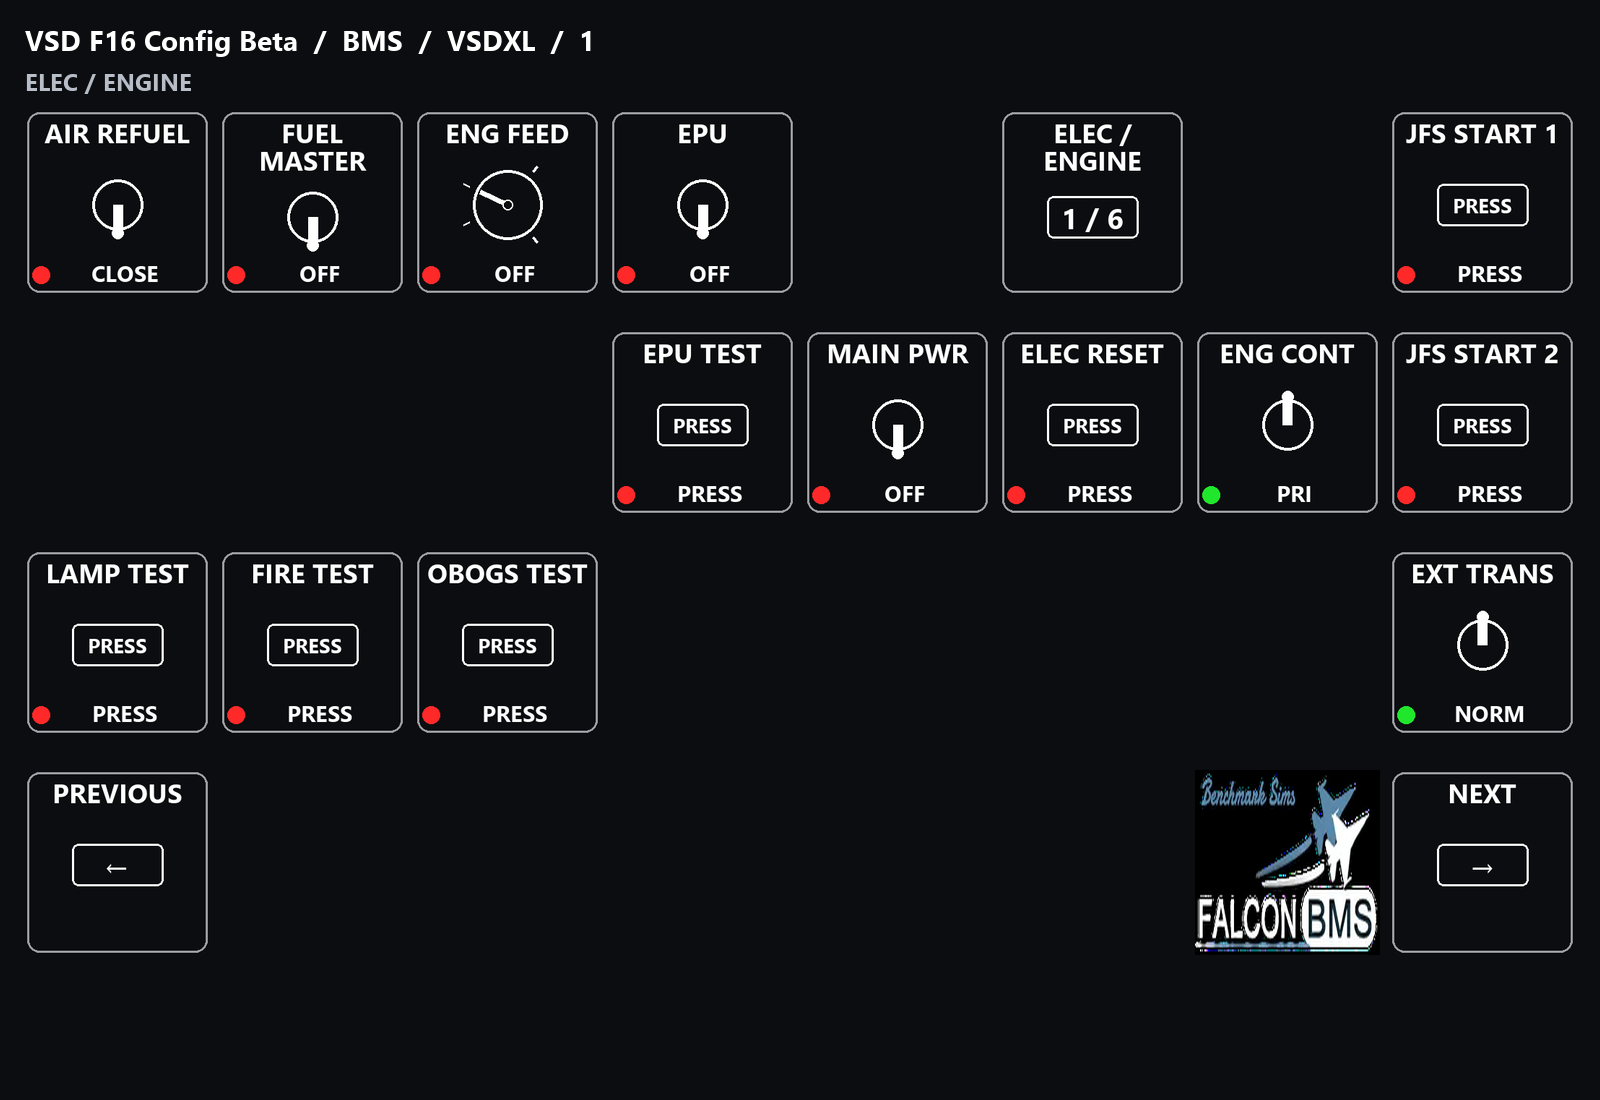 VSD F16 Config Beta / BMS / VSDXL / 1
ELEC / ENGINE
AIR REFUEL
CLOSE
FUEL
MASTER
OFF
ENG FEED
OFF
EPU
OFF
ELEC /
ENGINE
1 / 6
JFS START 1
PRESS
PRESS
EPU TEST
PRESS
PRESS
MAIN PWR
OFF
ELEC RESET
PRESS
PRESS
ENG CONT
PRI
JFS START 2
PRESS
PRESS
LAMP TEST
PRESS
PRESS
FIRE TEST
PRESS
PRESS
OBOGS TEST
PRESS
PRESS
EXT TRANS
NORM
PREVIOUS
←
Benchmark Sims
FALCON BMS
NEXT
→